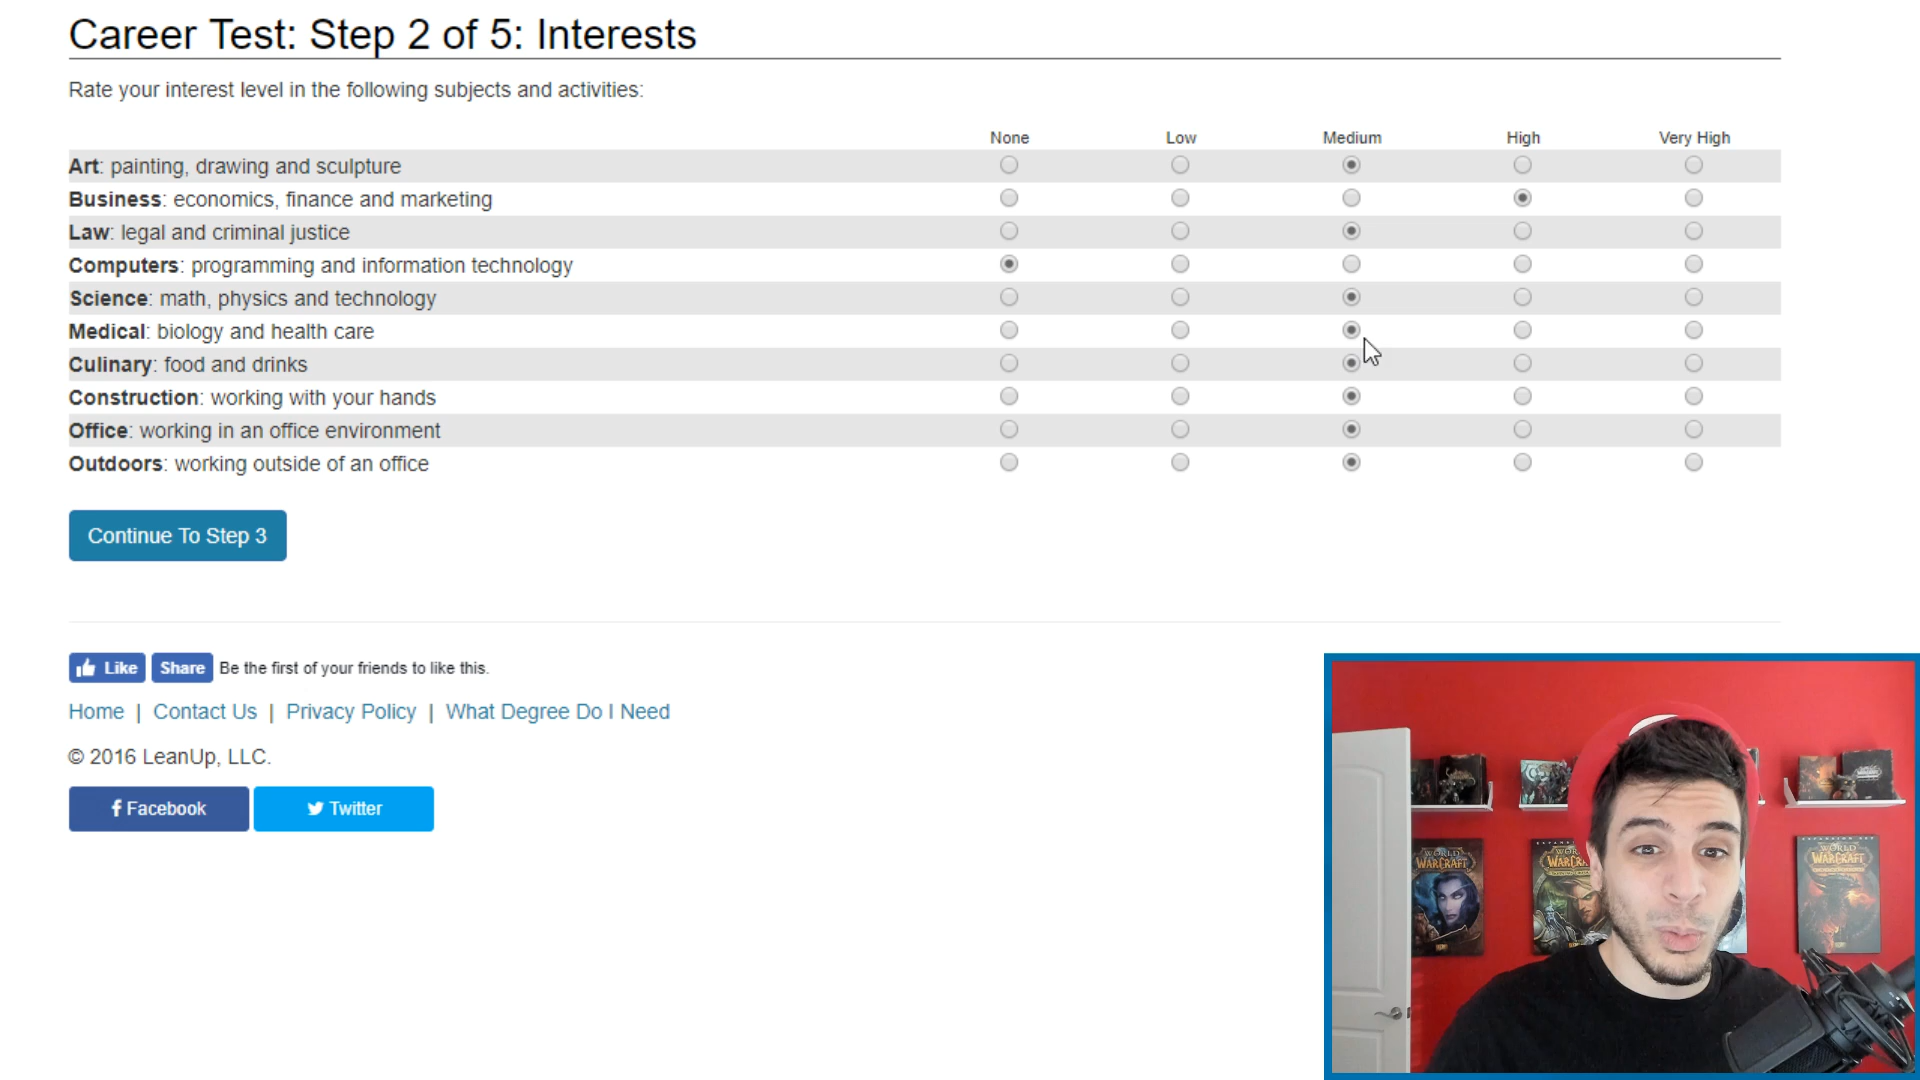 Career Test: Step 2 of 5: Interests
Rate your interest level in the following subjects and activities:
None Low Medium High Very High
Art: painting, drawing and sculpture
Business: economics, finance and marketing
Law: legal and criminal justice
Computers: programming and information technology
Science: math, physics and technology
Medical: biology and health care
Culinary: food and drinks
Construction: working with your hands
Office: working in an office environment
Outdoors: working outside of an office
Continue To Step 3
Like Share Be the first of your friends to like this.
Home | Contact Us | Privacy Policy | What Degree Do I Need
© 2016 LeanUp, LLC.
Facebook Twitter
WORLD
WARCRAFT
WORLD
WARCRAFT